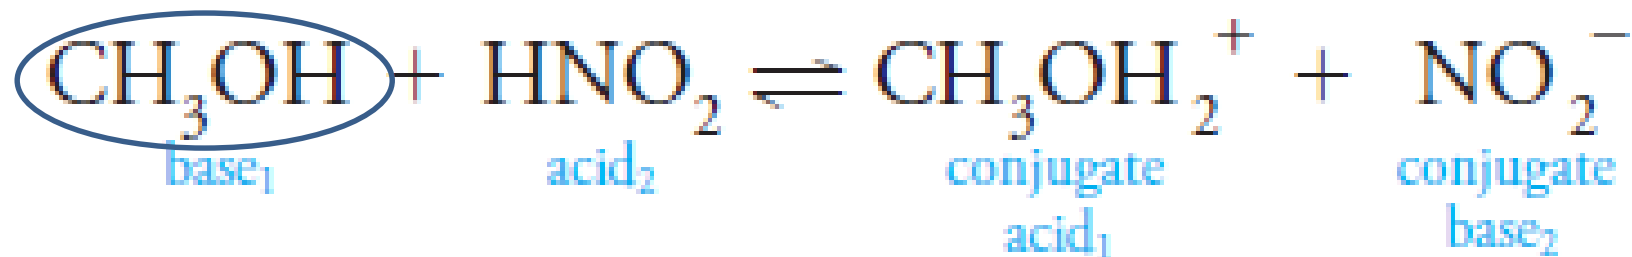 CH₃OH + HNO₂ ⇌ CH₃OH₂⁺ + NO₂⁻
base₁ acid₂ conjugate conjugate
acid₁ base₂